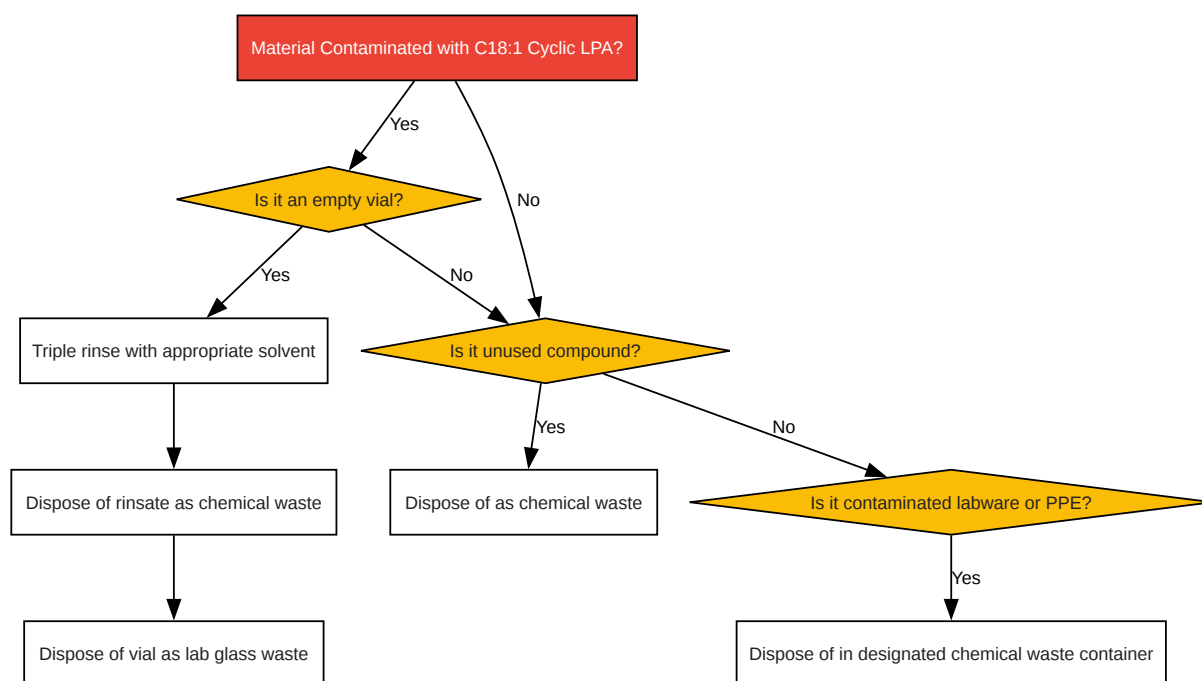 Material Contaminated with C18:1 Cyclic LPA?
Yes
No
Is it an empty vial?
Yes
No
Triple rinse with appropriate solvent
Is it unused compound?
Yes
No
Dispose of rinsate as chemical waste
Dispose of as chemical waste
Is it contaminated labware or PPE?
Yes
Dispose of vial as lab glass waste
Dispose of in designated chemical waste container